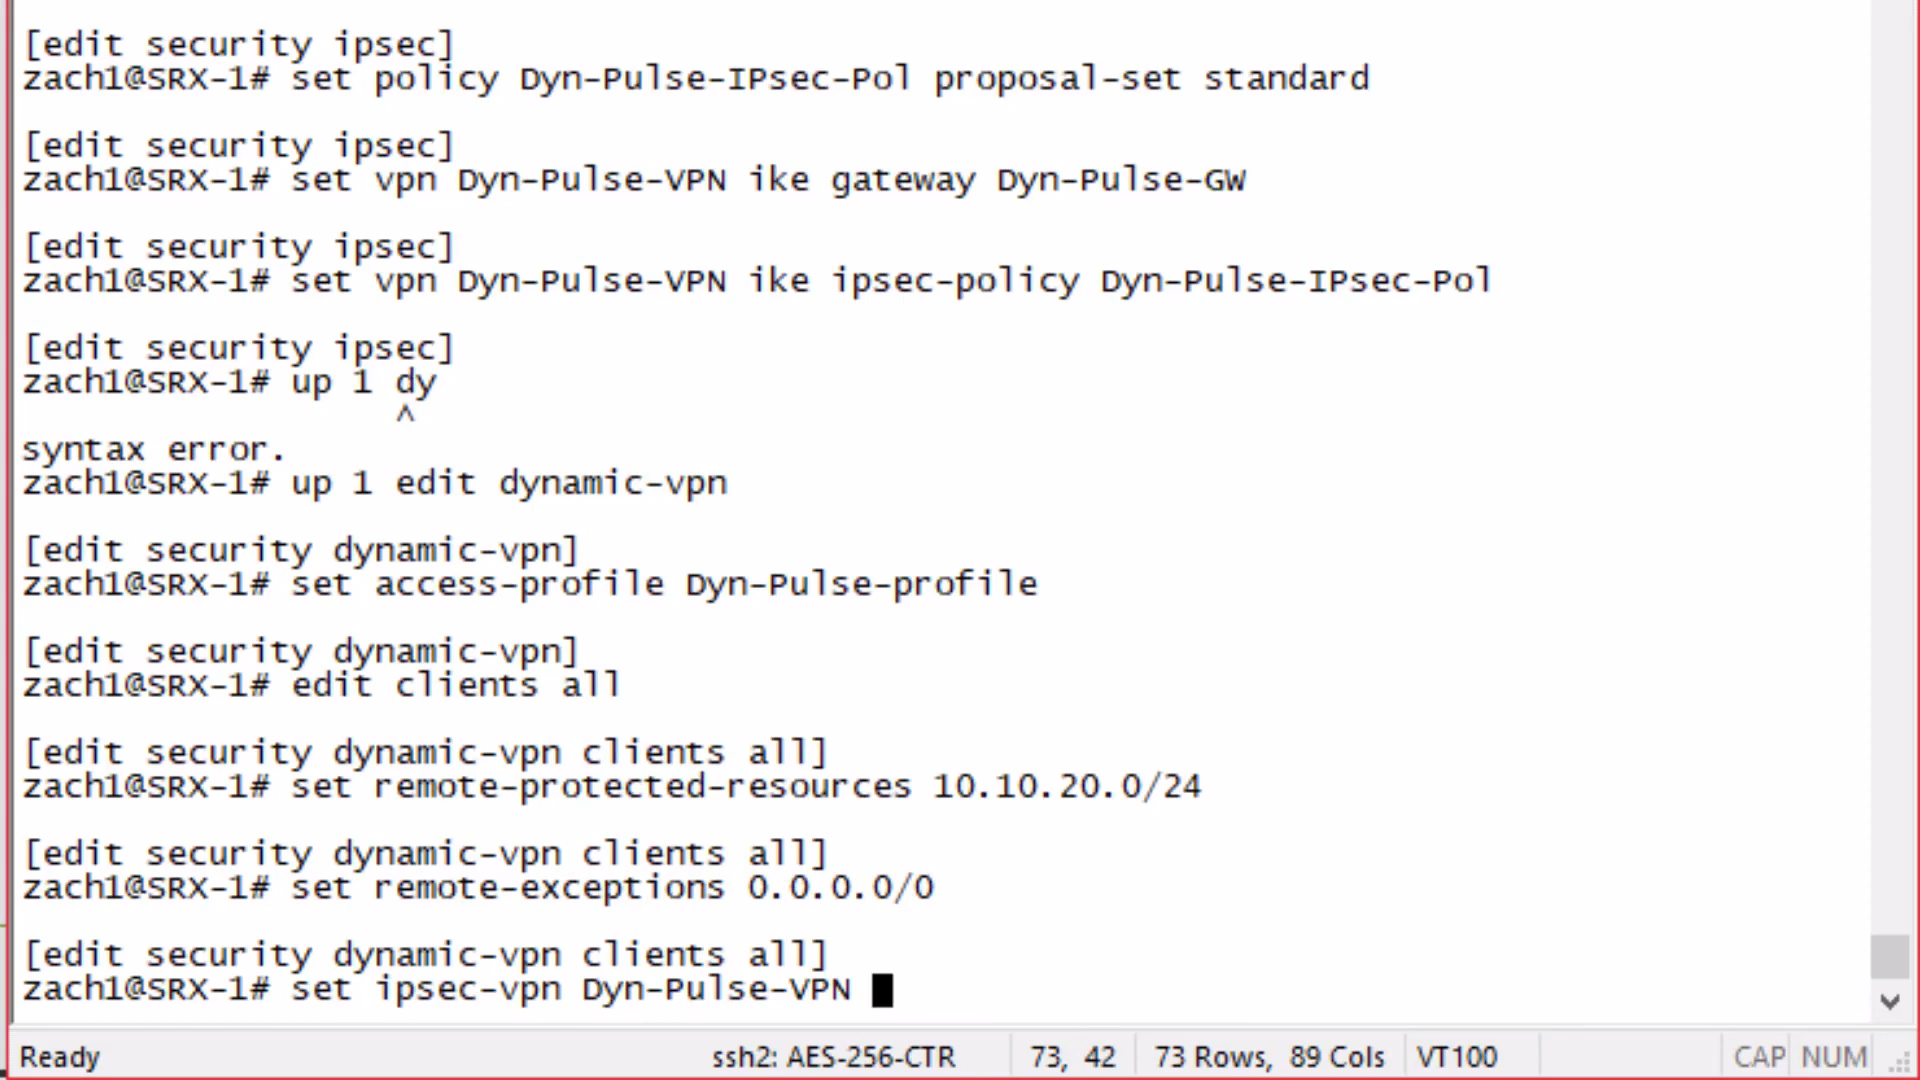 [edit security ipsec]
zach1@SRX-1# set policy Dyn-Pulse-IPsec-Pol proposal-set standard
[edit security ipsec]
zach1@SRX-1# set vpn Dyn-Pulse-VPN ike gateway Dyn-Pulse-GW
[edit security ipsec]
zach1@SRX-1# set vpn Dyn-Pulse-VPN ike ipsec-policy Dyn-Pulse-IPsec-Pol
[edit security ipsec]
zach1@SRX-1# up 1 dy
^
syntax error.
zach1@SRX-1# up 1 edit dynamic-vpn
[edit security dynamic-vpn]
zach1@SRX-1# set access-profile Dyn-Pulse-profile
[edit security dynamic-vpn]
zach1@SRX-1# edit clients all
[edit security dynamic-vpn clients all]
zach1@SRX-1# set remote-protected-resources 10.10.20.0/24
[edit security dynamic-vpn clients all]
zach1@SRX-1# set remote-exceptions 0.0.0.0/0
[edit security dynamic-vpn clients all]
zach1@SRX-1# set ipsec-vpn Dyn-Pulse-VPN
Ready ssh2: AES-256-CTR 73, 42 73 Rows, 89 Cols VT100 CAP NUM